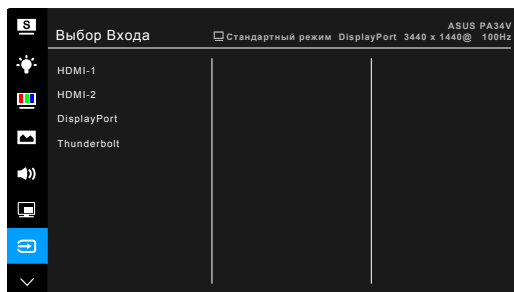 S
ASUS PA34V
Выбор Входа
Стандартный режим DisplayPort 3440 x 1440@ 100Hz
HDMI-1
HDMI-2
DisplayPort
Thunderbolt